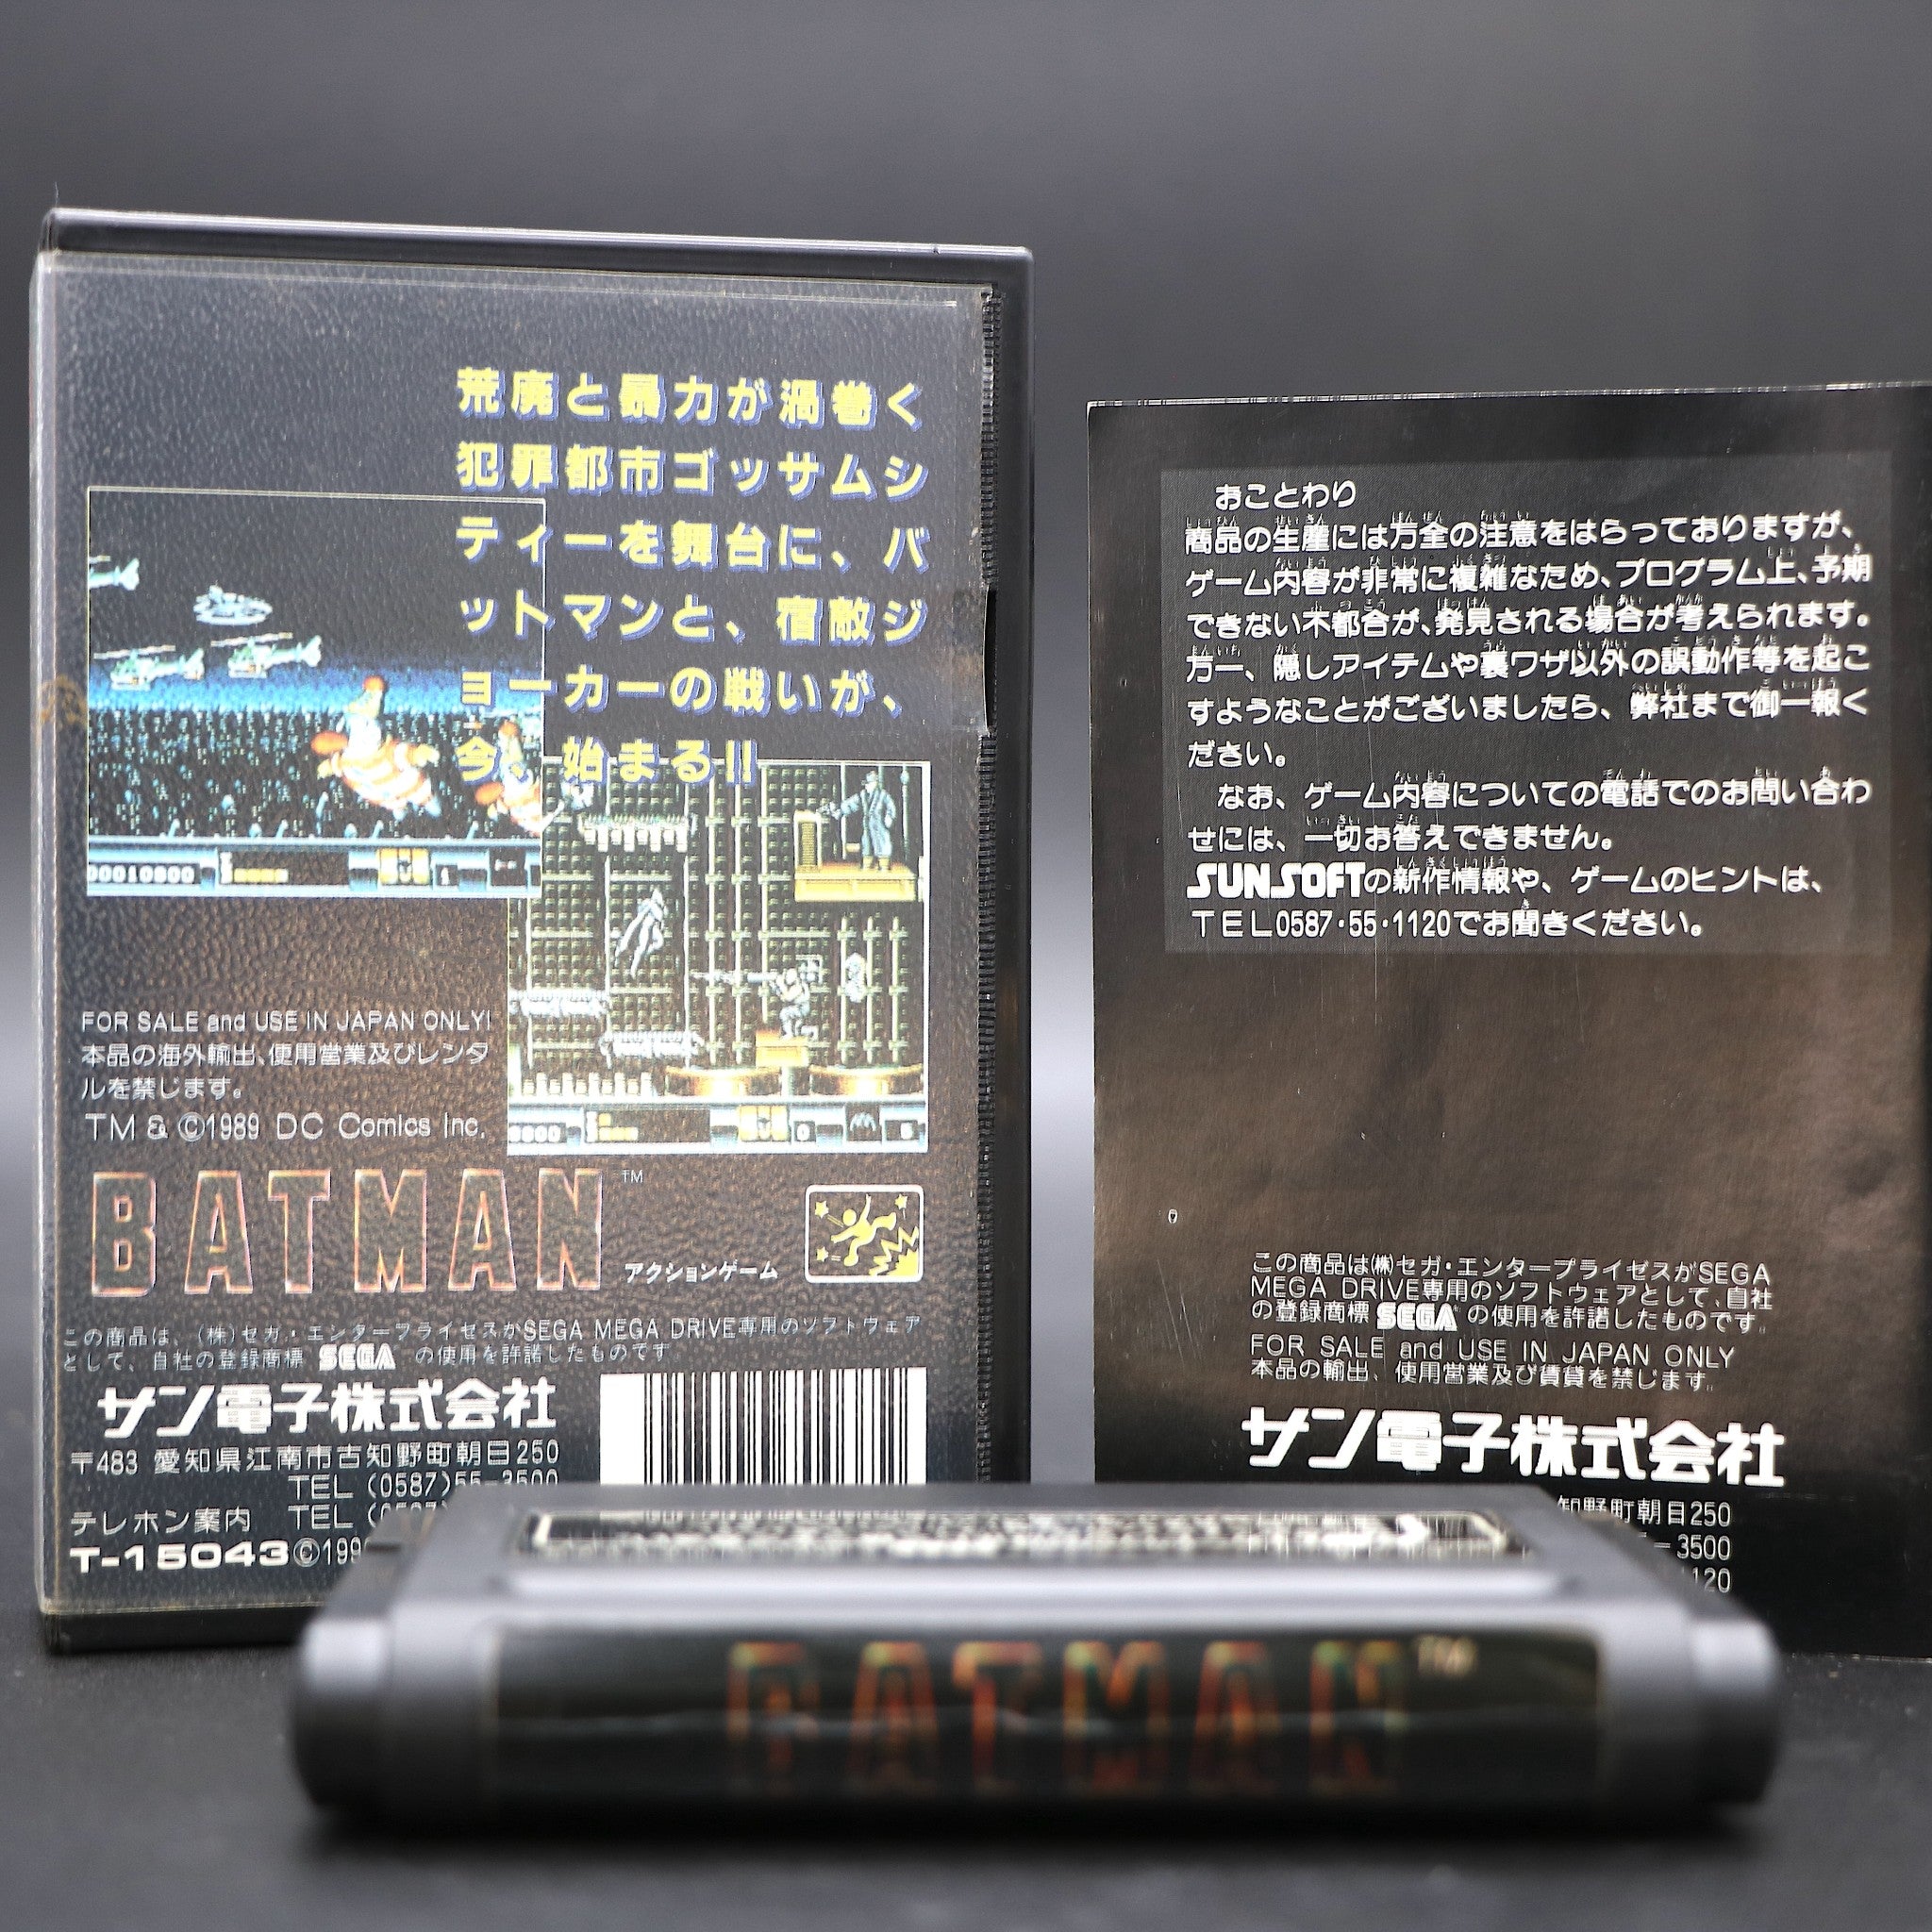 荒廃と暴力が渦巻く
犯罪都市ゴッサムシ
ティーを舞台に、バ
ットマンと、宿敵ジ
ョーカーの戦いが、
今、始まる!!
00010800
1
0000
0
FOR SALE and USE IN JAPAN ONLY!
本品の海外輸出、使用営業及びレンタ
ルを禁じます。
TM & ©1989 DC Comics Inc.
BATMAN™
アクションゲーム
この商品は、(株)セガ・エンタープライゼスがSEGA MEGA DRIVE専用のソフトウェア
として、自社の登録商標 SEGA の使用を許諾したものです
サン電子株式会社
〒483 愛知県江南市古知野町朝日250
TEL (0587)55-3500
テレホン案内 TEL (0587)
T-15043 ©199
おことわり
商品の生産には万全の注意をはらっておりますが、
ゲーム内容が非常に複雑なため、プログラム上、予期
できない不都合が、発見される場合が考えられます。
万一、隠しアイテムや裏ワザ以外の誤動作等を起こ
すようなことがございましたら、弊社まで御一報く
ださい。
なお、ゲーム内容についての電話でのお問い合わ
せには、一切お答えできません。
SUNSOFTの新作情報や、ゲームのヒントは、
TEL0587・55・1120でお聞きください。
この商品は(株)セガ・エンタープライゼスがSEGA
MEGA DRIVE専用のソフトウェアとして、自社
の登録商標 SEGA の使用を許諾したものです。
FOR SALE and USE IN JAPAN ONLY
本品の輸出、使用営業及び賃貸を禁じます。
サン電子株式会社
知野町朝日250
-3500
1120
BATMAN™